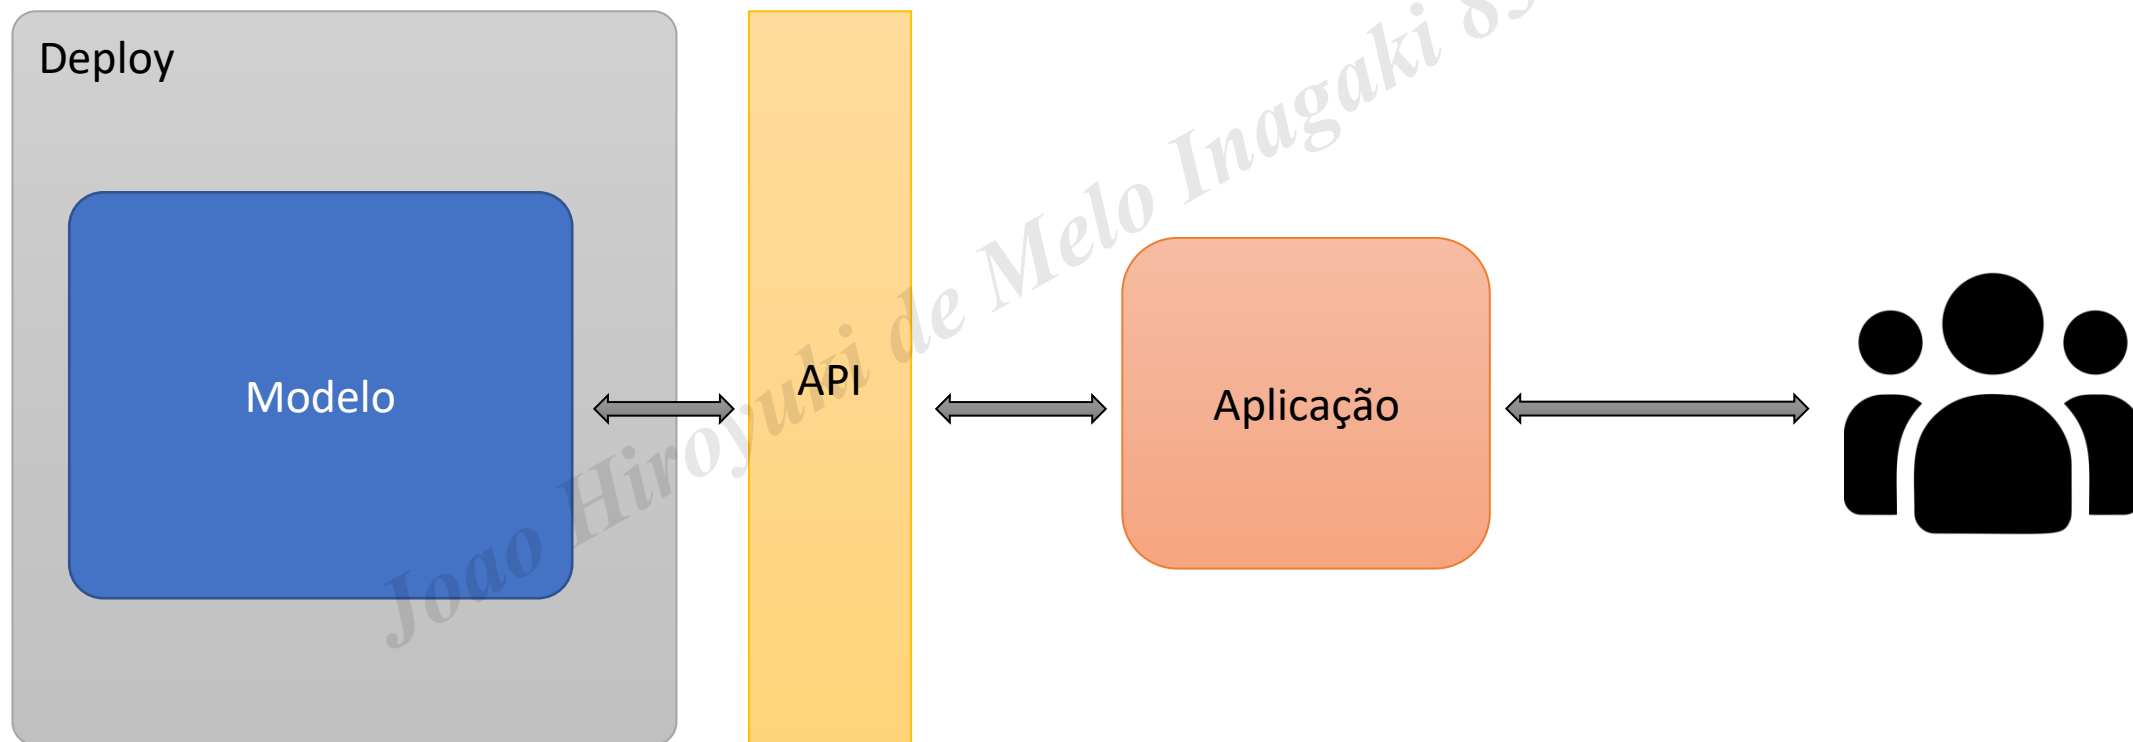 Deploy
Modelo
API
Aplicação
Joao Hiroyuki de Melo Inagaki